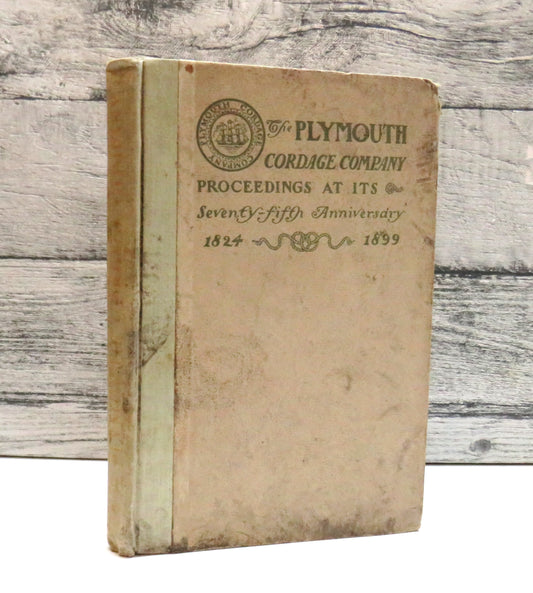 PLYMOUTH CORDAGE COMPANY
The PLYMOUTH
CORDAGE COMPANY
PROCEEDINGS AT ITS
Seventy-fifth Anniversary
1824 1899